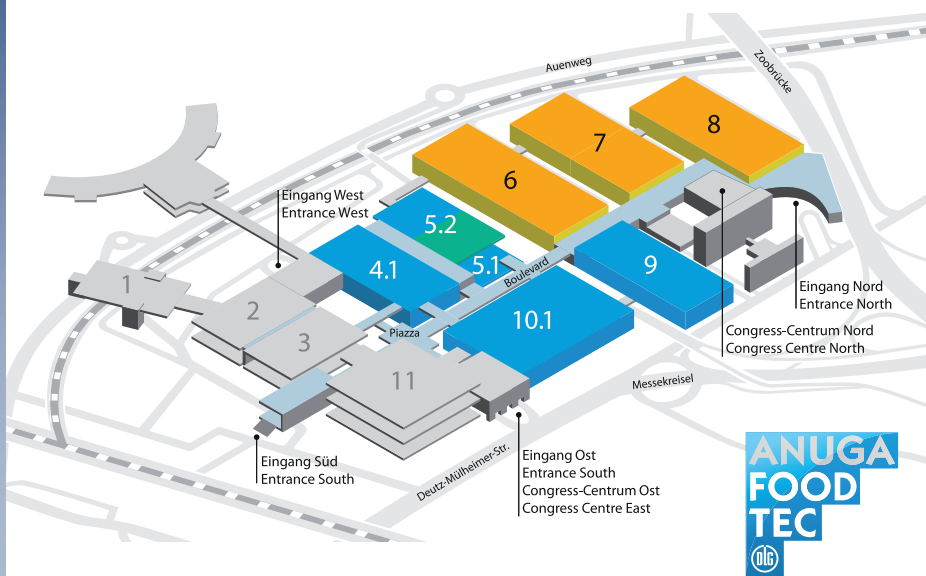 Auenweg
Zoobrücke
8
7
6
Eingang West
Entrance West
5.2
5.1
4.1
9
Boulevard
1
2
3
Piazza
10.1
11
Eingang Nord
Entrance North
Congress-Centrum Nord
Congress Centre North
Messekreisel
Deutz-Mülheimer-Str.
Eingang Süd
Entrance South
Eingang Ost
Entrance South
Congress-Centrum Ost
Congress Centre East
ANUGA
FOOD
TEC
DLG